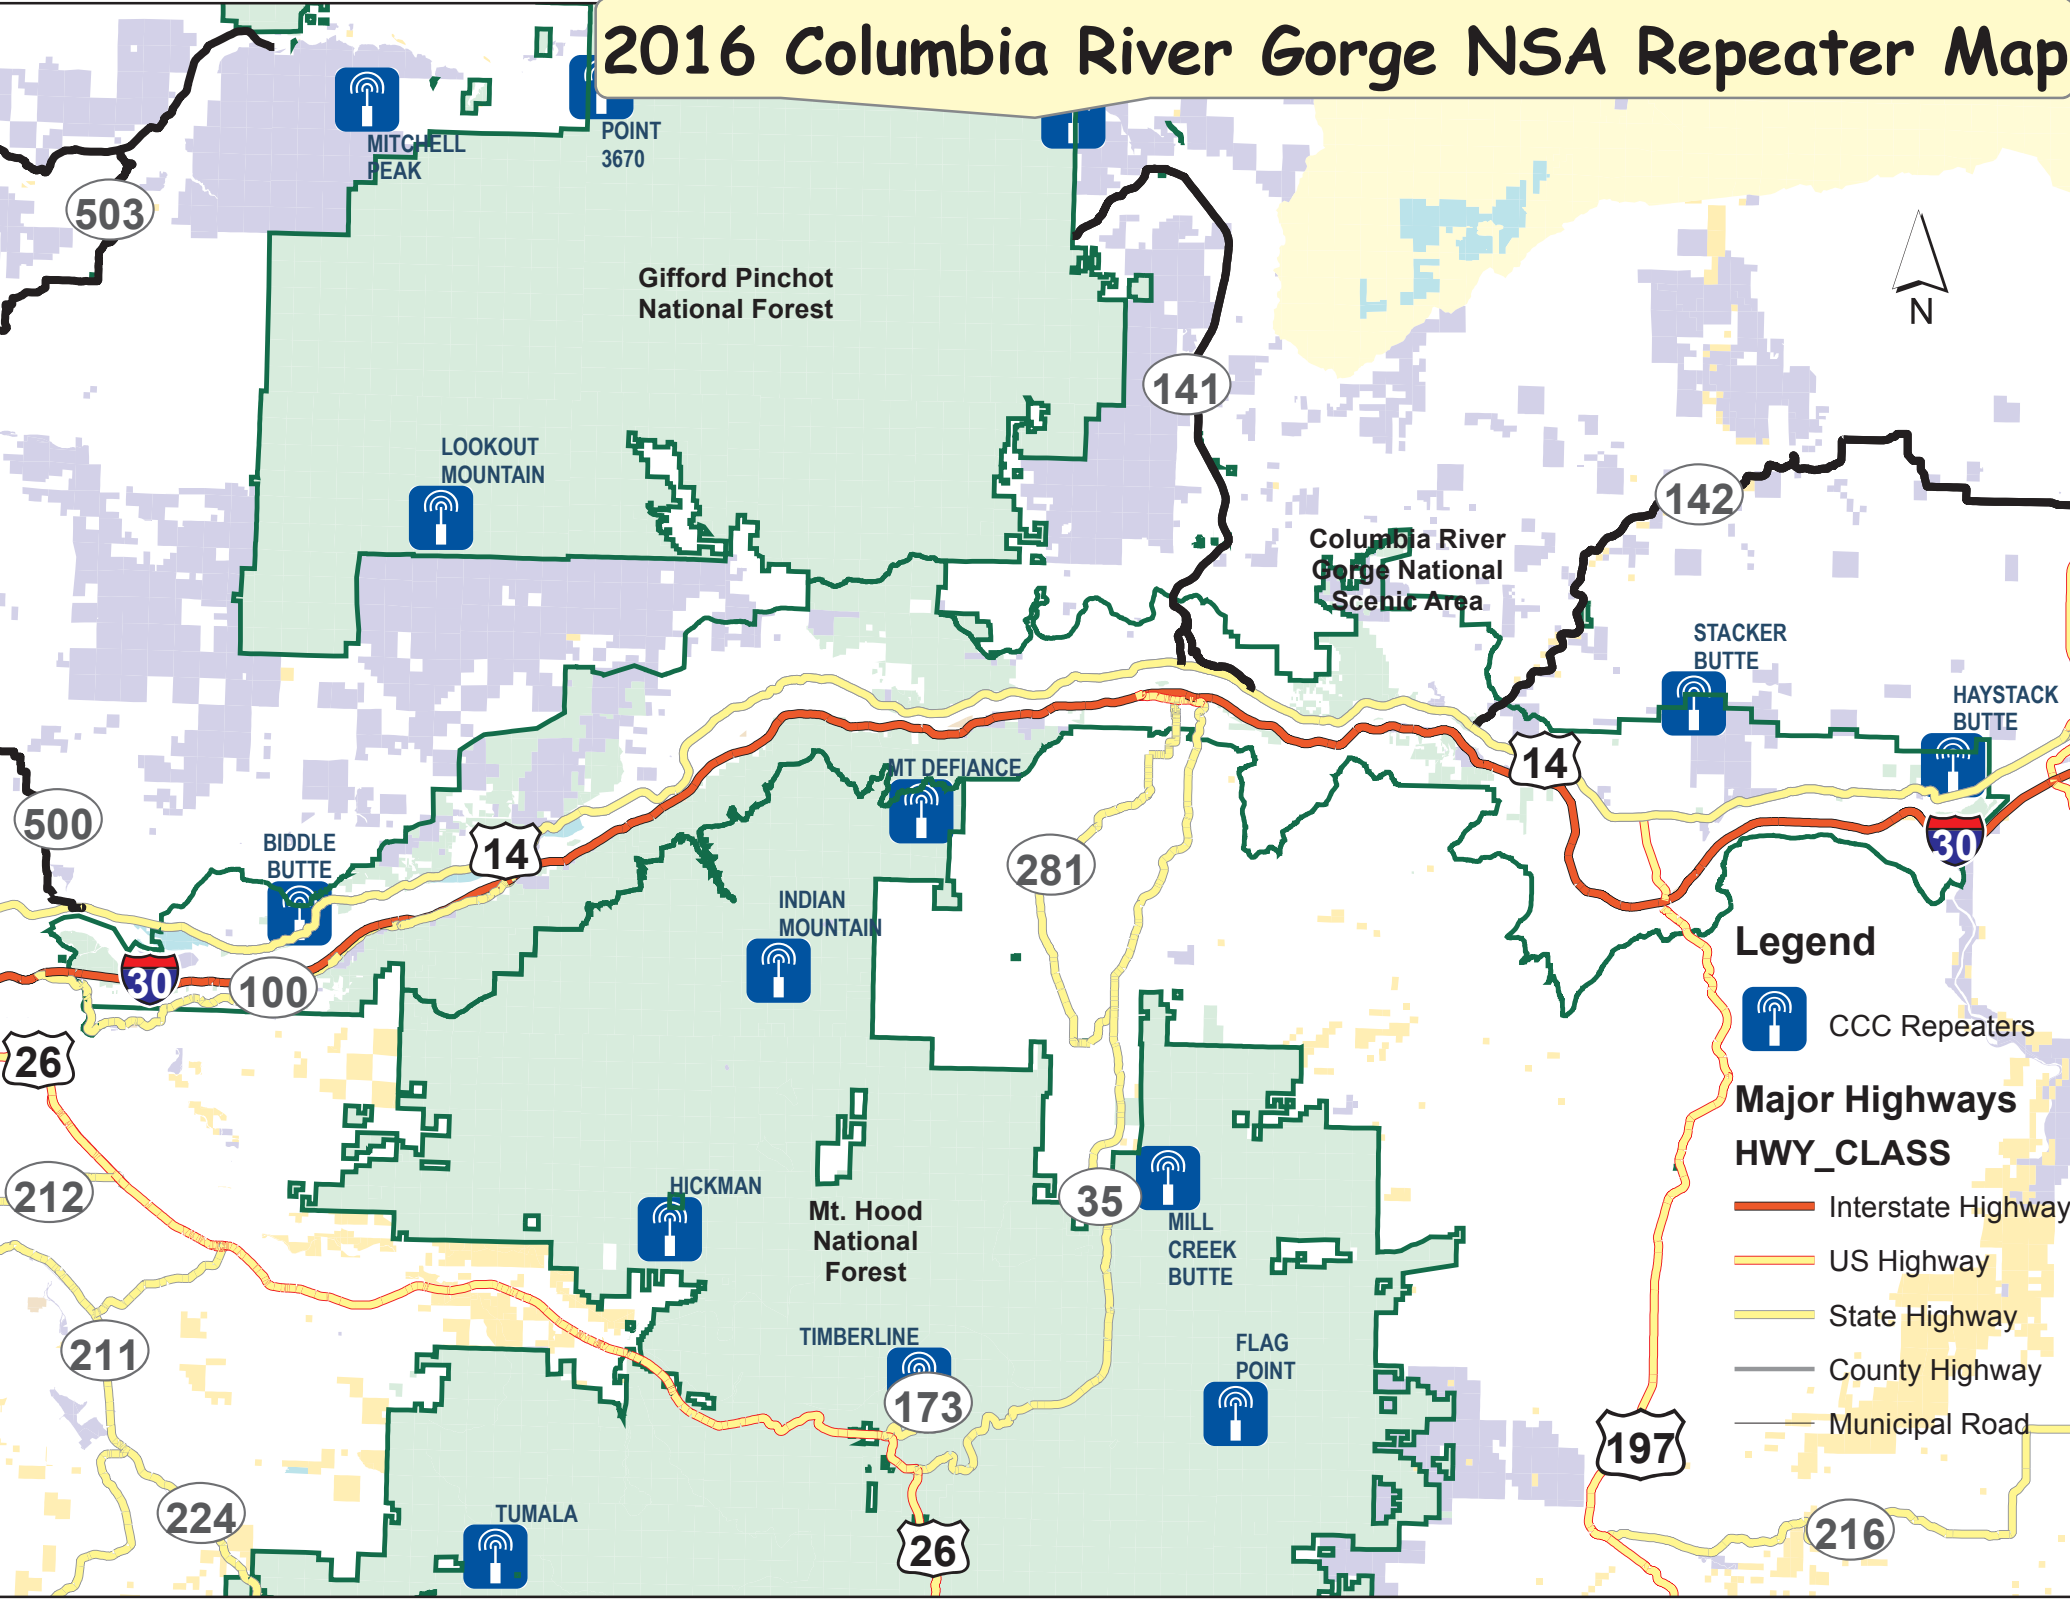 2016 Columbia River Gorge NSA Repeater Map
POINT
3670
MITCHELL
PEAK
503
Gifford Pinchot
National Forest
N
141
LOOKOUT
MOUNTAIN
142
Columbia River
Gorge National
Scenic Area
STACKER
BUTTE
HAYSTACK
BUTTE
14
MT DEFIANCE
500
BIDDLE
BUTTE
14
281
30
INDIAN
MOUNTAIN
30
100
Legend
CCC Repeaters
26
Major Highways
HWY_CLASS
212
HICKMAN
35
Mt. Hood
National
Forest
MILL
CREEK
BUTTE
Interstate Highway
US Highway
State Highway
County Highway
Municipal Road
211
TIMBERLINE
FLAG
POINT
173
197
224
TUMALA
26
216